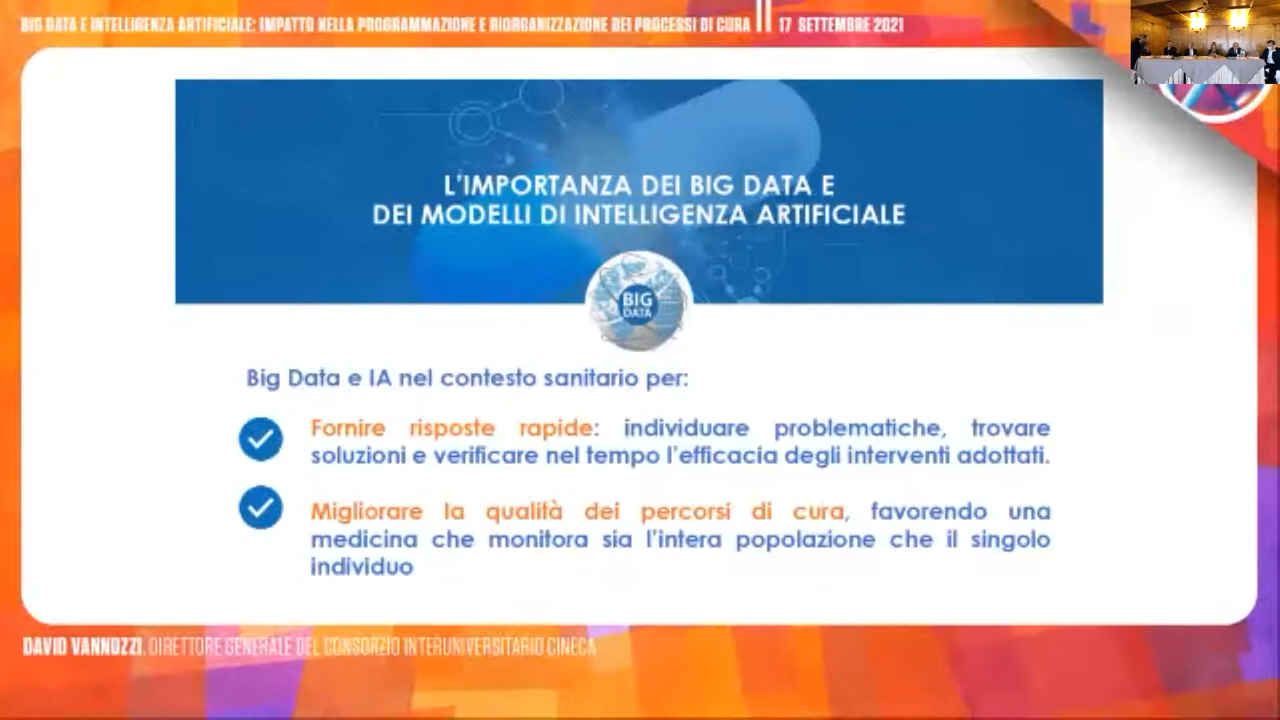 BIG DATA E INTELLIGENZA ARTIFICIALE: IMPATTO NELLA PROGRAMMAZIONE E RIORGANIZZAZIONE DEI PROCESSI DI CURA || 17 SETTEMBRE 2021
L'IMPORTANZA DEI BIG DATA E
DEI MODELLI DI INTELLIGENZA ARTIFICIALE
BIG
DATA
Big Data e IA nel contesto sanitario per:
Fornire risposte rapide: individuare problematiche, trovare
soluzioni e verificare nel tempo l'efficacia degli interventi adottati.
Migliorare la qualità dei percorsi di cura, favorendo una
medicina che monitora sia l'intera popolazione che il singolo
individuo
DAVID VANNOZZI, DIRETTORE GENERALE DEL CONSORZIO INTERUNIVERSITARIO CINECA